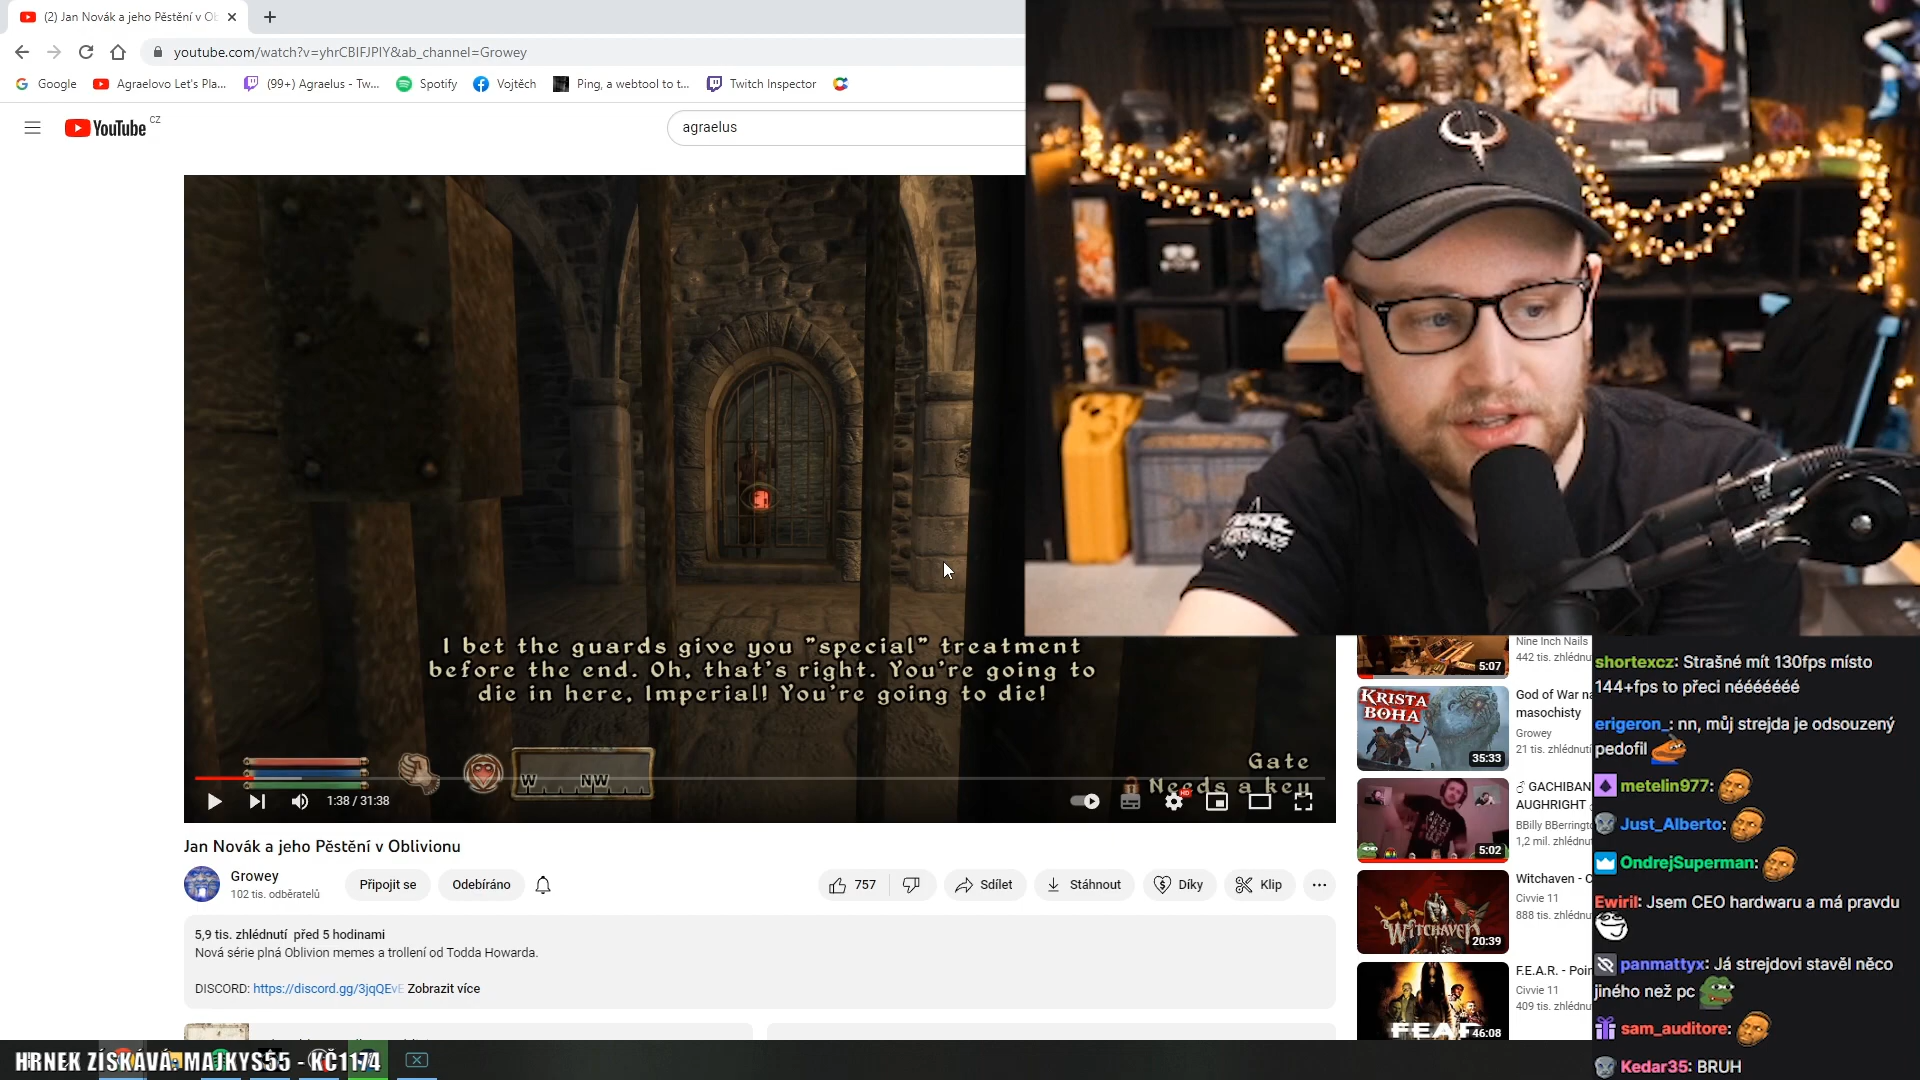 (2) Jan Novák a jeho Pěstění v Ob
youtube.com/watch?v=yhrCBIFJPIY&ab_channel=Growey
Google
Agraelovo Let's Pla...
(99+) Agraelus - Tw...
Spotify
Vojtěch
Ping, a webtool to t...
Twitch Inspector
YouTube CZ
agraelus
I bet the guards give you "special" treatment
before the end. Oh, that's right. You're going to
die in here, Imperial! You're going to die!
W NW
Gate
Needs a key
1:38 / 31:38
HD
Jan Novák a jeho Pěstění v Oblivionu
Growey
102 tis. odběratelů
Připojit se
Odebíráno
757
Sdílet
Stáhnout
Díky
Klip
5,9 tis. zhlédnutí před 5 hodinami
Nová série plná Oblivion memes a trollení od Todda Howarda.
DISCORD: https://discord.gg/3jqQEvE Zobrazit více
5:07
Nine Inch Nails
442 tis. zhlédnu
KRISTA
BOHA
35:33
God of War na
masochisty
Growey
21 tis. zhlédnutí
5:02
GACHIBAN
AUGHRIGHT
BBilly BBerringto
1,2 mil. zhlédnu
WITCHAVEN
20:39
Witchaven - C
Civvie 11
888 tis. zhlédnu
FEAR
46:08
F.E.A.R. - Poin
Civvie 11
409 tis. zhlédnu
shortexcz: Strašné mít 130fps místo
144+fps to přeci nééééééé
erigeron_: nn, můj strejda je odsouzený
pedofil
metelin977:
Just_Alberto:
OndrejSuperman:
Ewiril: Jsem CEO hardwaru a má pravdu
panmattyx: Já strejdovi stavěl něco
jiného než pc
sam_auditore:
Kedar35: BRUH
HRNEK ZÍSKÁVÁ: MAJKYS55 - KČ1174